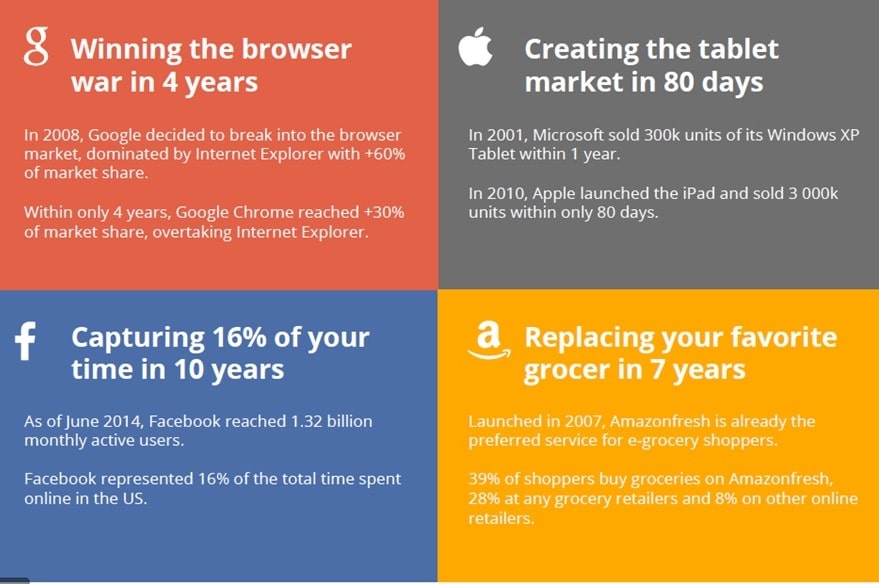 Winning the browser
war in 4 years
In 2008, Google decided to break into the browser
market, dominated by Internet Explorer with +60%
of market share.
Within only 4 years, Google Chrome reached +30%
of market share, overtaking Internet Explorer.
Creating the tablet
market in 80 days
In 2001, Microsoft sold 300k units of its Windows XP
Tablet within 1 year.
In 2010, Apple launched the iPad and sold 3 000k
units within only 80 days.
Capturing 16% of your
time in 10 years
As of June 2014, Facebook reached 1.32 billion
monthly active users.
Facebook represented 16% of the total time spent
online in the US.
Replacing your favorite
grocer in 7 years
Launched in 2007, Amazonfresh is already the
preferred service for e-grocery shoppers.
39% of shoppers buy groceries on Amazonfresh,
28% at any grocery retailers and 8% on other online
retailers.